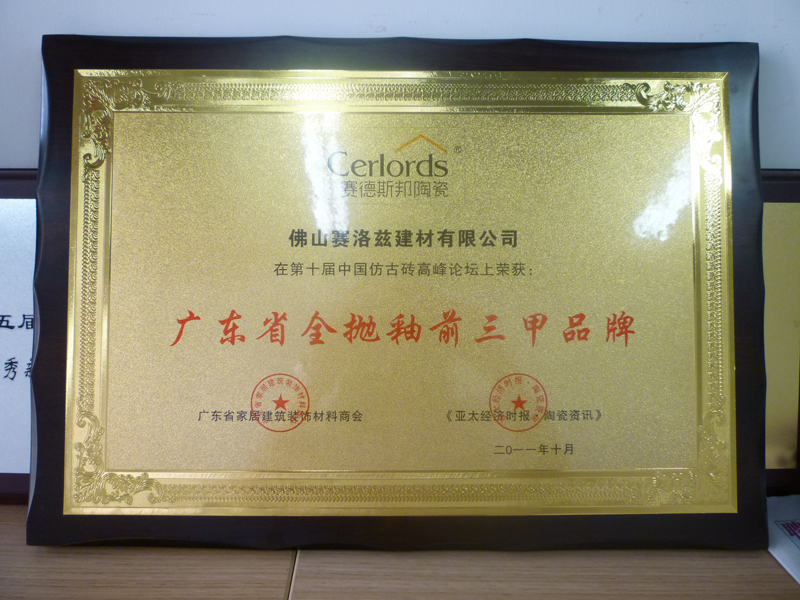 Cerlords®
赛德斯邦陶瓷
佛山赛洛兹建材有限公司
在第十届中国仿古砖高峰论坛上荣获：
广东省全抛釉前三甲品牌
广东省家居建筑装饰材料商会
《亚太经济时报·陶瓷资讯》
二〇一一年十月
五届
秀